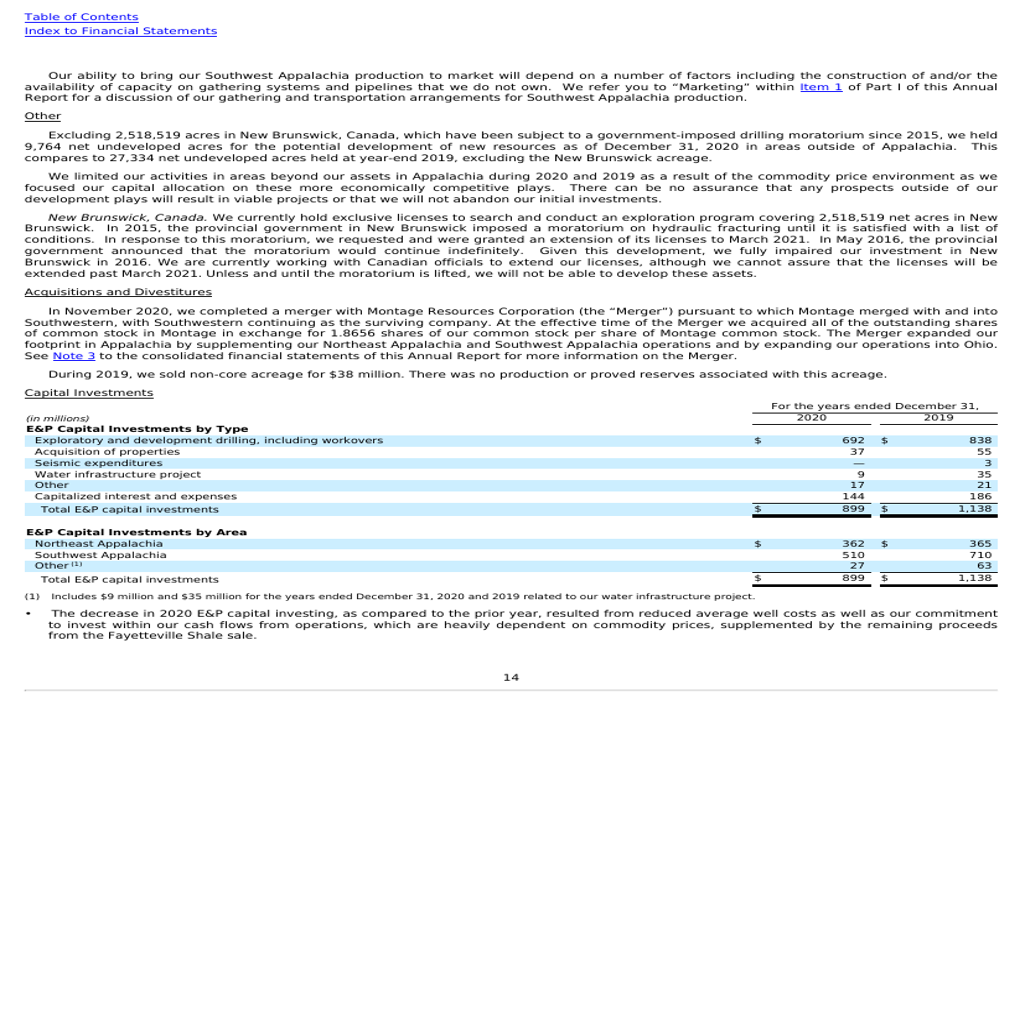 Table of Contents
Index to Financial Statements
Our ability to bring our Southwest Appalachia production to market will depend on a number of factors including the construction of and/or the
availability of capacity on gathering systems and pipelines that we do not own. We refer you to “Marketing” within Item 1 of Part I of this Annual
Report for a discussion of our gathering and transportation arrangements for Southwest Appalachia production.
Other
Excluding 2,518,519 acres in New Brunswick, Canada, which have been subject to a government-imposed drilling moratorium since 2015, we held
9,764 net undeveloped acres for the potential development of new resources as of December 31, 2020 in areas outside of Appalachia. This
compares to 27,334 net undeveloped acres held at year-end 2019, excluding the New Brunswick acreage.
We limited our activities in areas beyond our assets in Appalachia during 2020 and 2019 as a result of the commodity price environment as we
focused our capital allocation on these more economically competitive plays. There can be no assurance that any prospects outside of our
development plays will result in viable projects or that we will not abandon our initial investments.
New Brunswick, Canada. We currently hold exclusive licenses to search and conduct an exploration program covering 2,518,519 net acres in New
Brunswick. In 2015, the provincial government in New Brunswick imposed a moratorium on hydraulic fracturing until it is satisfied with a list of
conditions. In response to this moratorium, we requested and were granted an extension of its licenses to March 2021. In May 2016, the provincial
government announced that the moratorium would continue indefinitely. Given this development, we fully impaired our investment in New
Brunswick in 2016. We are currently working with Canadian officials to extend our licenses, although we cannot assure that the licenses will be
extended past March 2021. Unless and until the moratorium is lifted, we will not be able to develop these assets.
Acquisitions and Divestitures
In November 2020, we completed a merger with Montage Resources Corporation (the “Merger”) pursuant to which Montage merged with and into
Southwestern, with Southwestern continuing as the surviving company. At the effective time of the Merger we acquired all of the outstanding shares
of common stock in Montage in exchange for 1.8656 shares of our common stock per share of Montage common stock. The Merger expanded our
footprint in Appalachia by supplementing our Northeast Appalachia and Southwest Appalachia operations and by expanding our operations into Ohio.
See Note 3 to the consolidated financial statements of this Annual Report for more information on the Merger.
During 2019, we sold non-core acreage for $38 million. There was no production or proved reserves associated with this acreage.
Capital Investments
For the years ended December 31,
(in millions) 2020 2019
E&P Capital Investments by Type
Exploratory and development drilling, including workovers $ 692 $ 838
Acquisition of properties 37 55
Seismic expenditures — 3
Water infrastructure project 9 35
Other 17 21
Capitalized interest and expenses 144 186
Total E&P capital investments $ 899 $ 1,138
E&P Capital Investments by Area
Northeast Appalachia $ 362 $ 365
Southwest Appalachia 510 710
Other (1) 27 63
Total E&P capital investments $ 899 $ 1,138
(1) Includes $9 million and $35 million for the years ended December 31, 2020 and 2019 related to our water infrastructure project.
• The decrease in 2020 E&P capital investing, as compared to the prior year, resulted from reduced average well costs as well as our commitment
to invest within our cash flows from operations, which are heavily dependent on commodity prices, supplemented by the remaining proceeds
from the Fayetteville Shale sale.
14